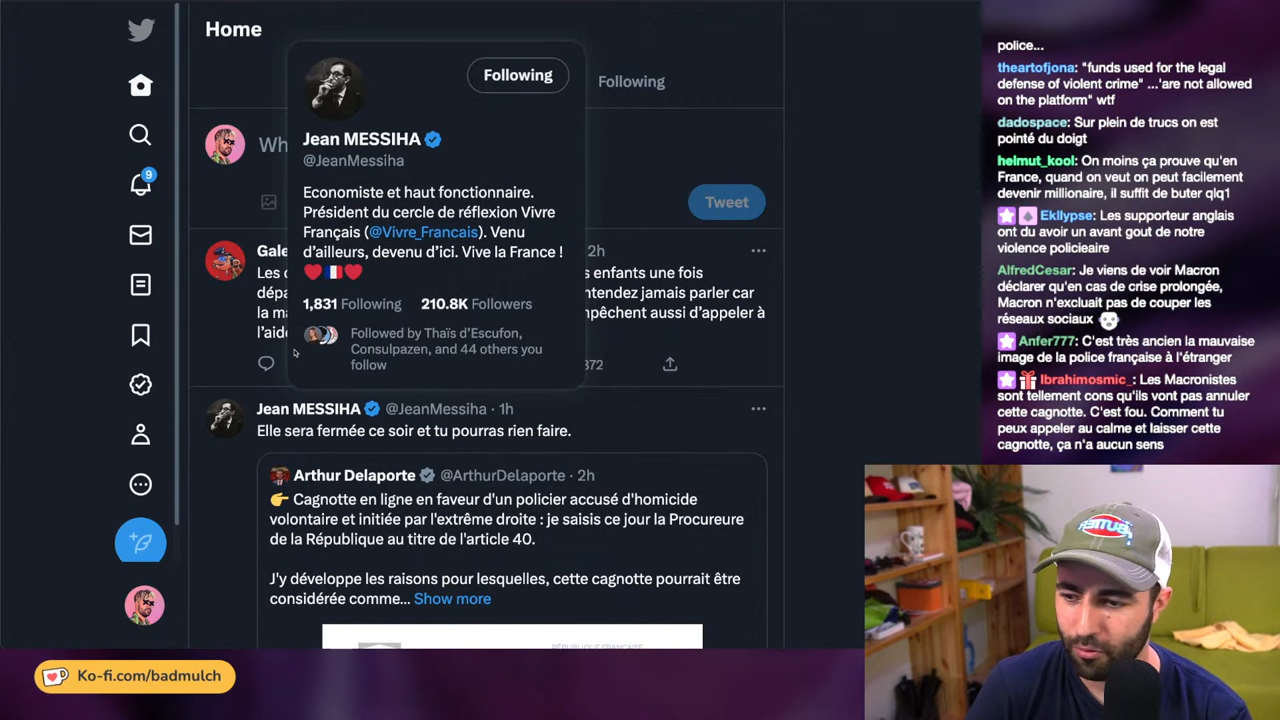 Home
Following
Following
Jean MESSIHA
@JeanMessiha
Economiste et haut fonctionnaire.
Président du cercle de réflexion Vivre
Français (@Vivre_Francais). Venu
d'ailleurs, devenu d'ici. Vive la France !
1,831 Following 210.8K Followers
Followed by Thaïs d'Escufon,
Consulpazen, and 44 others you
follow
Wh
Tweet
9
Gale
2h
Les
s enfants une fois
dépa
ntendez jamais parler car
la ma
mpêchent aussi d'appeler à
l'aide
872
Jean MESSIHA @JeanMessiha · 1h
Elle sera fermée ce soir et tu pourras rien faire.
Arthur Delaporte @ArthurDelaporte · 2h
👉 Cagnotte en ligne en faveur d'un policier accusé d'homicide
volontaire et initiée par l'extrême droite : je saisis ce jour la Procureure
de la République au titre de l'article 40.
J'y développe les raisons pour lesquelles, cette cagnotte pourrait être
considérée comme... Show more
RÉPUBLIQUE FRANÇAISE
police...
theartofjona: "funds used for the legal
defense of violent crime" ...'are not allowed
on the platform" wtf
dadospace: Sur plein de trucs on est
pointé du doigt
helmut_kool: On moins ça prouve qu'en
France, quand on veut on peut facilement
devenir millionaire, il suffit de buter qlq1
Ekllypse: Les supporteur anglais
ont du avoir un avant gout de notre
violence policieaire
AlfredCesar: Je viens de voir Macron
déclarer qu'en cas de crise prolongée,
Macron n'excluait pas de couper les
réseaux sociaux
Anfer777: C'est très ancien la mauvaise
image de la police française à l'étranger
Ibrahimosmic_: Les Macronistes
sont tellement cons qu'ils vont pas annuler
cette cagnotte. C'est fou. Comment tu
peux appeler au calme et laisser cette
cagnotte, ça n'a aucun sens
Ko-fi.com/badmulch